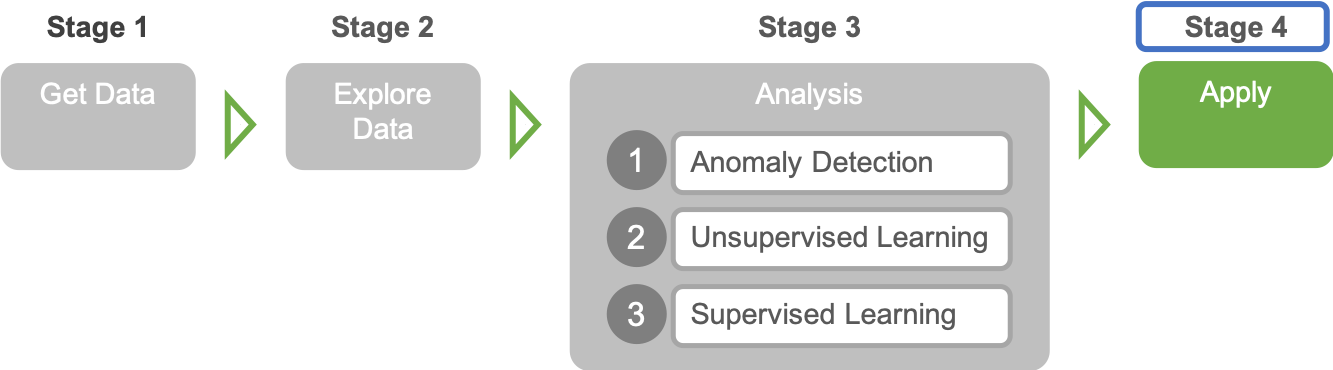 Stage 1
Stage 2
Stage 3
Stage 4
Get Data
Explore
Data
Analysis
Apply
1
Anomaly Detection
2
Unsupervised Learning
3
Supervised Learning